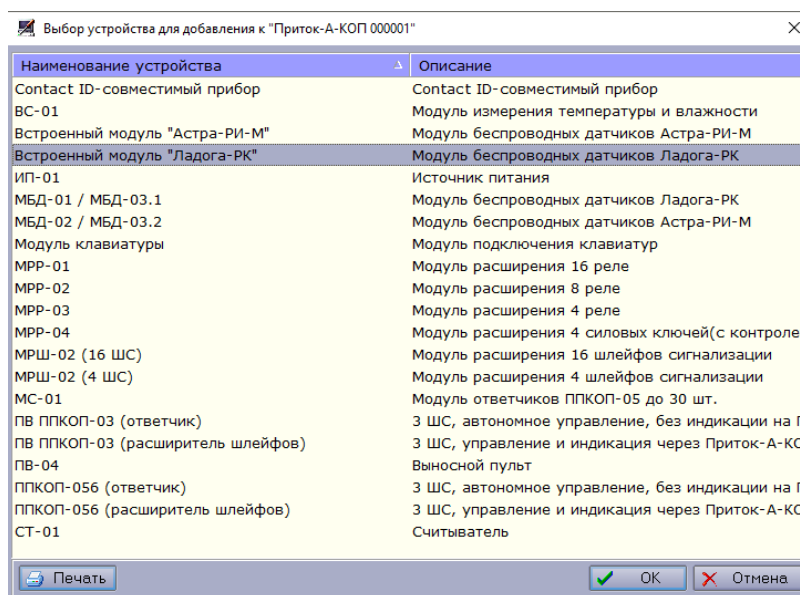 Выбор устройства для добавления к "Приток-А-КОП 000001"
Наименование устройства Описание
Contact ID-совместимый прибор Contact ID-совместимый прибор
ВС-01 Модуль измерения температуры и влажности
Встроенный модуль "Астра-РИ-М" Модуль беспроводных датчиков Астра-РИ-М
Встроенный модуль "Ладога-РК" Модуль беспроводных датчиков Ладога-РК
ИП-01 Источник питания
МБД-01 / МБД-03.1 Модуль беспроводных датчиков Ладога-РК
МБД-02 / МБД-03.2 Модуль беспроводных датчиков Астра-РИ-М
Модуль клавиатуры Модуль подключения клавиатур
МРР-01 Модуль расширения 16 реле
МРР-02 Модуль расширения 8 реле
МРР-03 Модуль расширения 4 реле
МРР-04 Модуль расширения 4 силовых ключей(с контроле
МРШ-02 (16 ШС) Модуль расширения 16 шлейфов сигнализации
МРШ-02 (4 ШС) Модуль расширения 4 шлейфов сигнализации
МС-01 Модуль ответчиков ППКОП-05 до 30 шт.
ПВ ППКОП-03 (ответчик) 3 ШС, автономное управление, без индикации на
ПВ ППКОП-03 (расширитель шлейфов) 3 ШС, управление и индикация через Приток-А-КО
ПВ-04 Выносной пульт
ППКОП-056 (ответчик) 3 ШС, автономное управление, без индикации на
ППКОП-056 (расширитель шлейфов) 3 ШС, управление и индикация через Приток-А-КО
СТ-01 Считыватель
Печать ОК Отмена